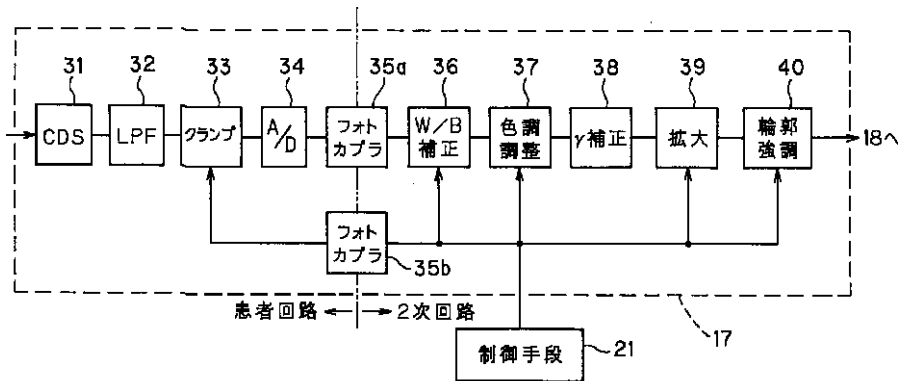 31
32
33
34
35a
36
37
38
39
40
CDS
LPF
クランプ
A/D
フォト
カプラ
W/B
補正
色調
調整
γ補正
拡大
輪郭
強調
18へ
フォト
カプラ
35b
患者回路
2次回路
17
制御手段
21